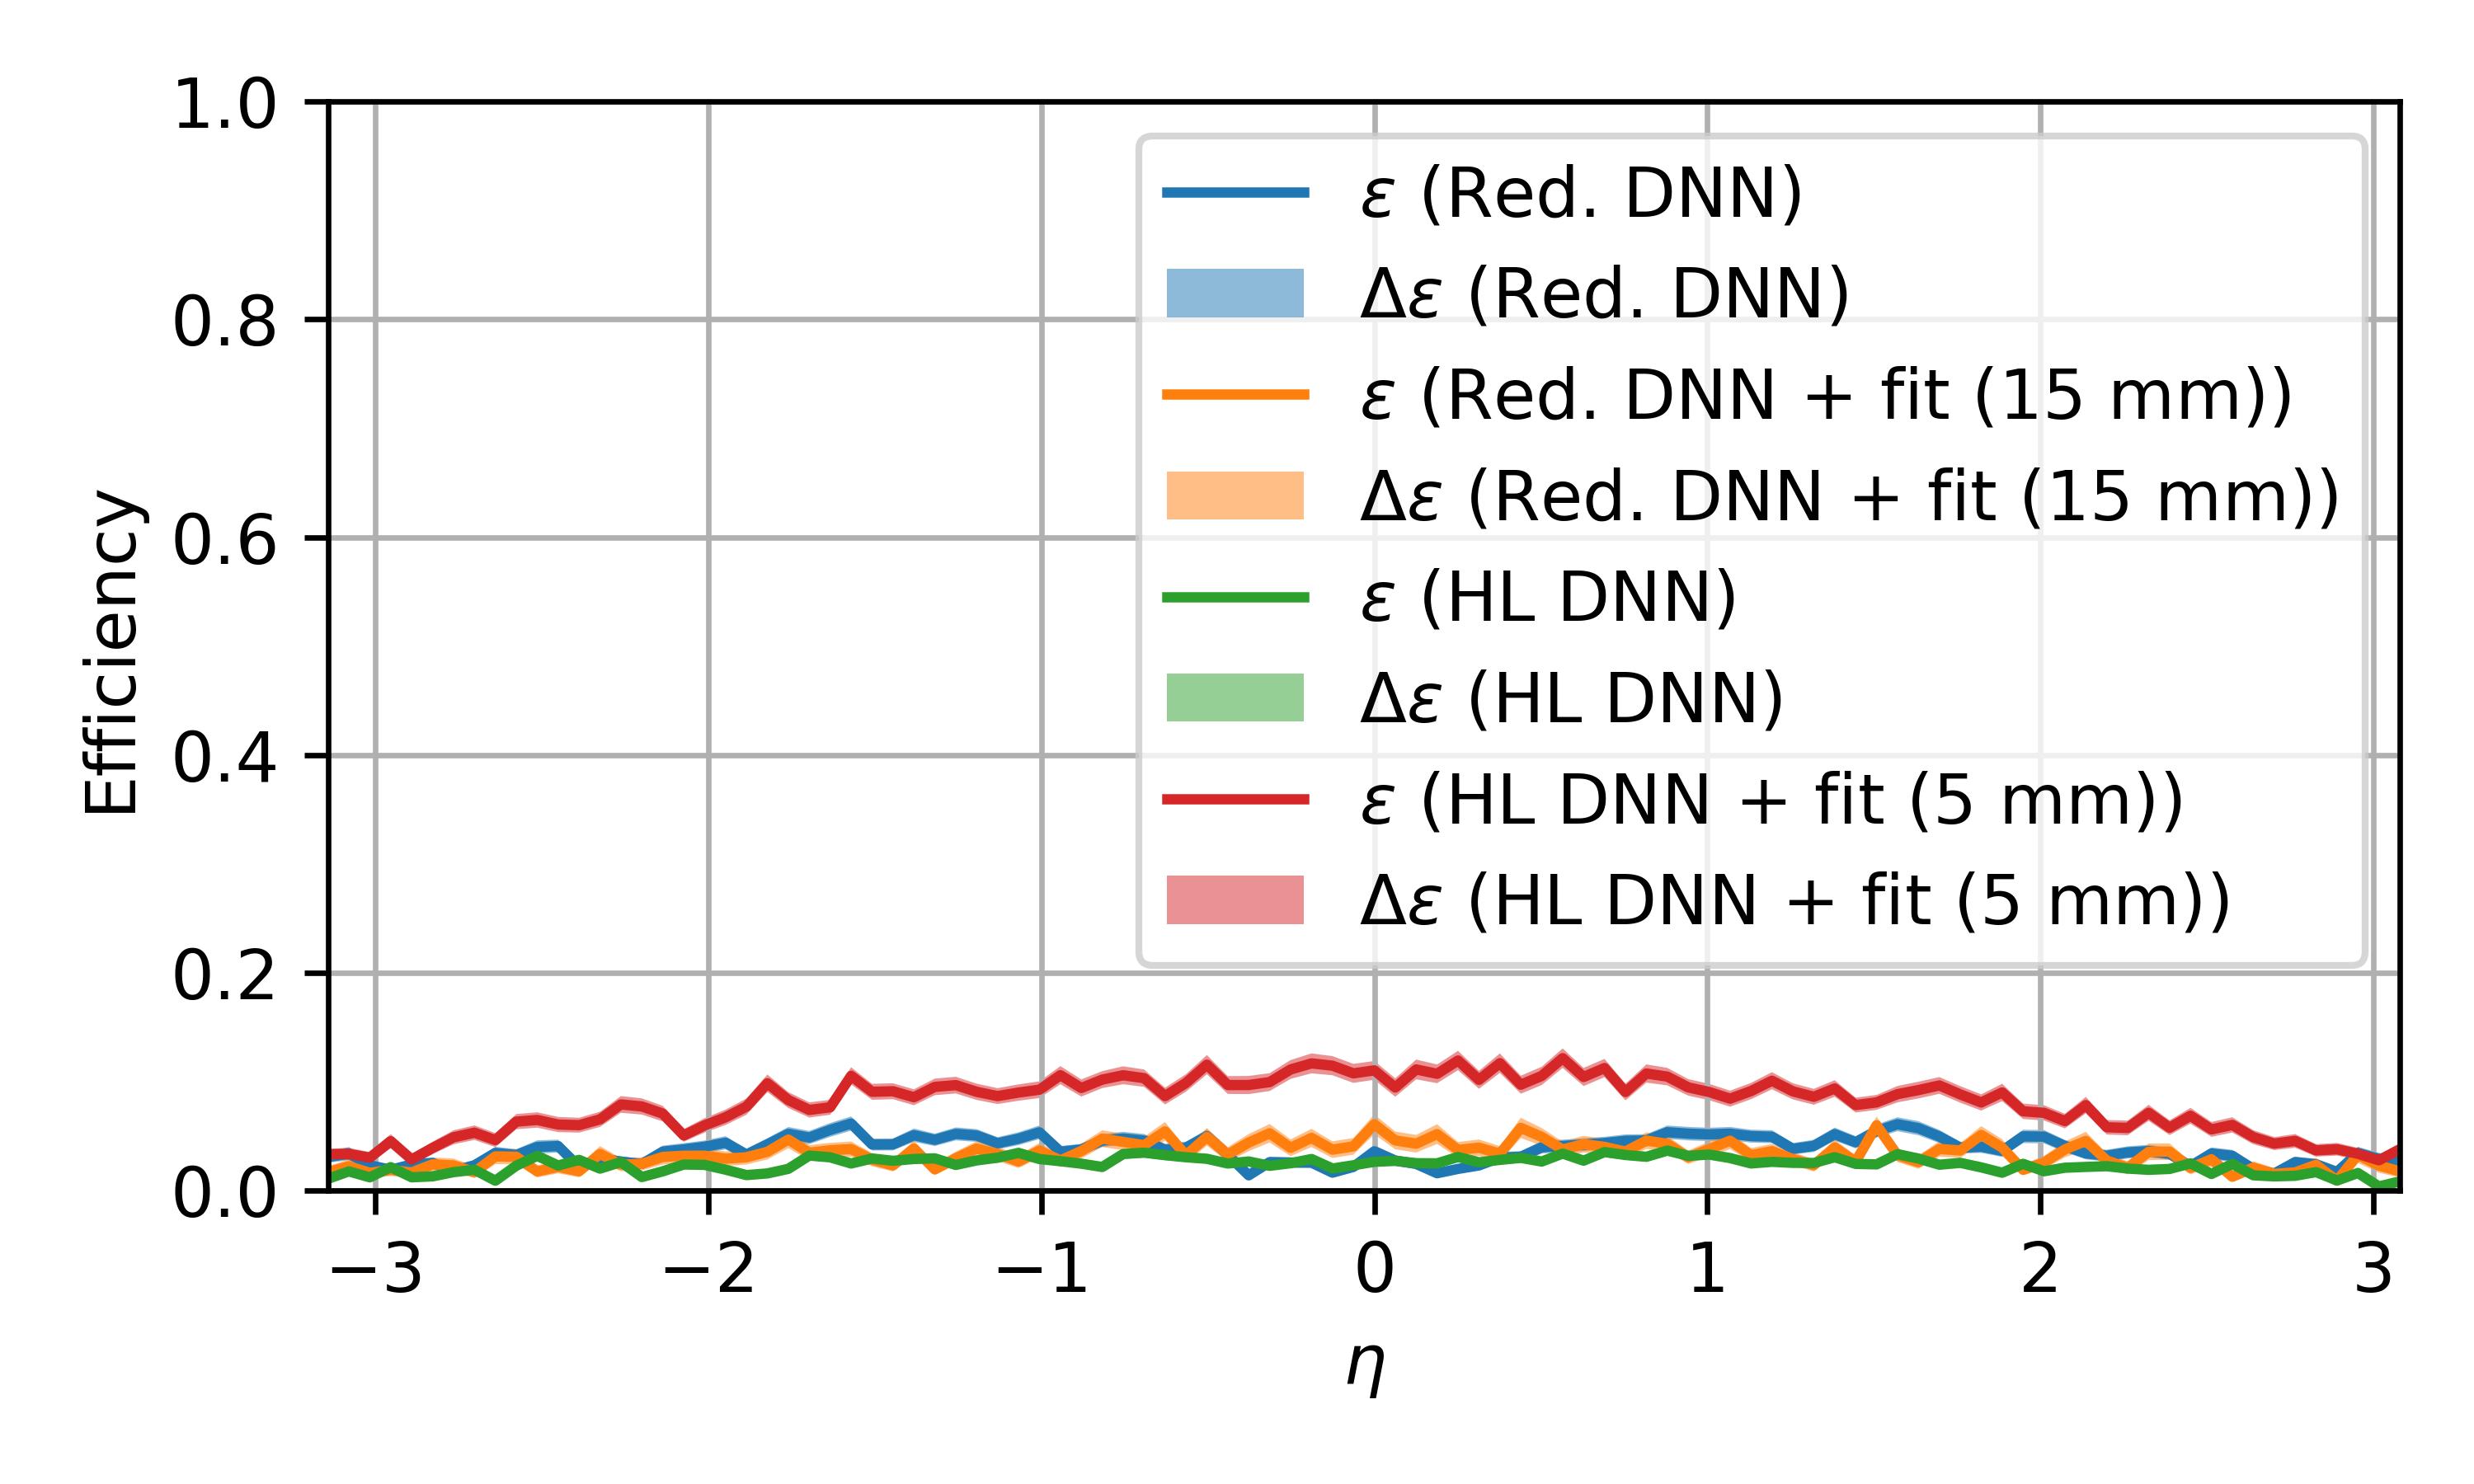 1.0
0.8
0.6
0.4
0.2
0.0
Efficiency
ε (Red. DNN)
Δε (Red. DNN)
ε (Red. DNN + fit (15 mm))
Δε (Red. DNN + fit (15 mm))
ε (HL DNN)
Δε (HL DNN)
ε (HL DNN + fit (5 mm))
Δε (HL DNN + fit (5 mm))
−3 −2 −1 0 1 2 3
η